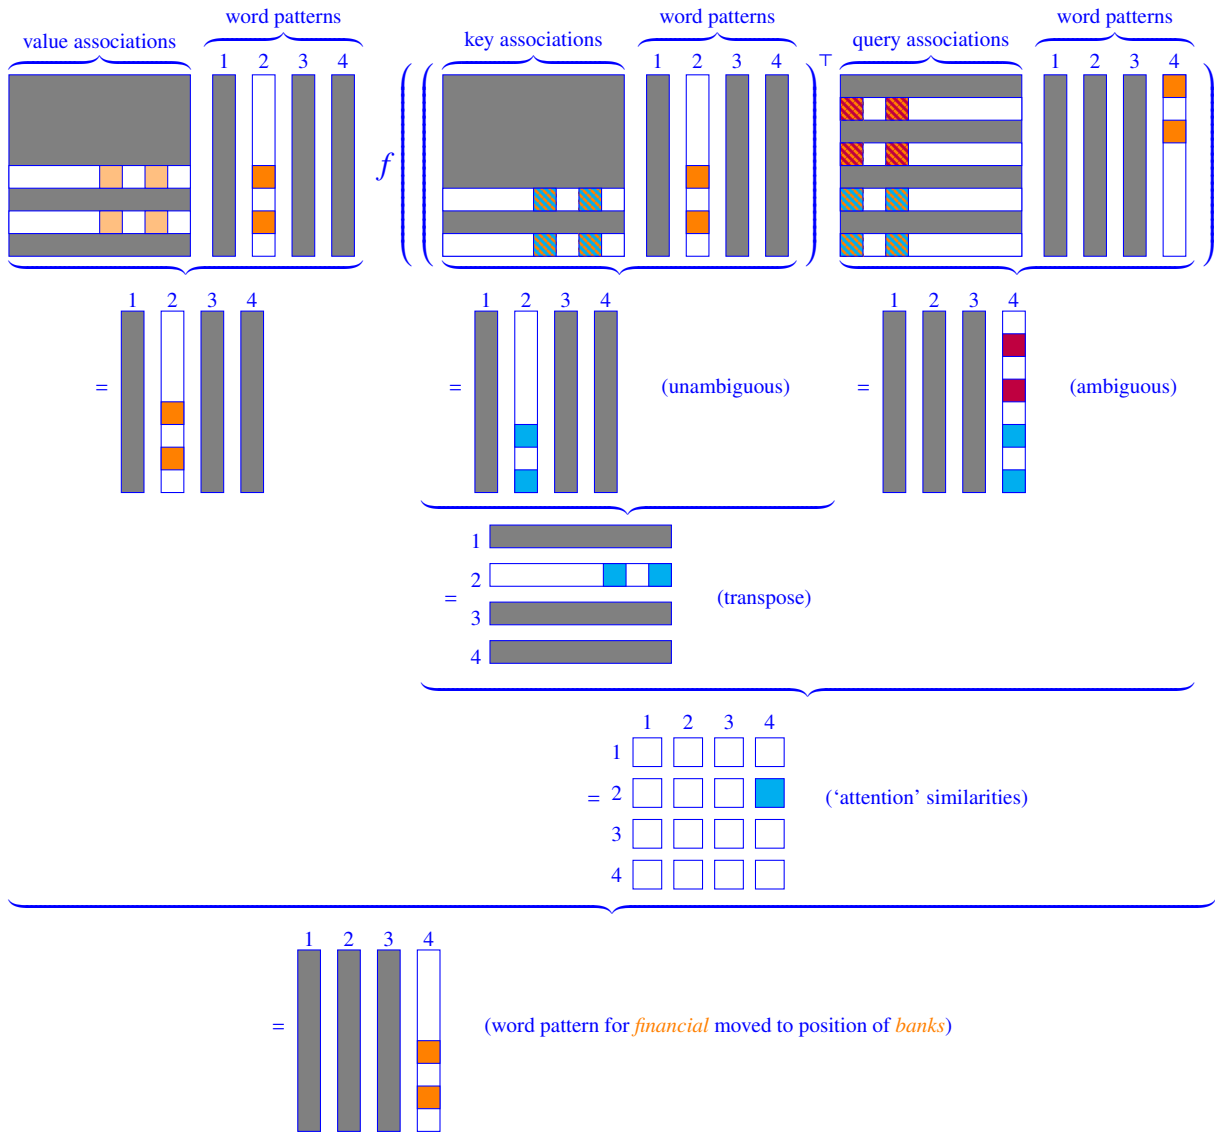 word patterns word patterns word patterns
value associations key associations query associations
1 2 3 4 1 2 3 4 ⊤ 1 2 3 4
f
1 2 3 4 1 2 3 4 1 2 3 4
= = (unambiguous) = (ambiguous)
1
2
= (transpose)
3
4
1 2 3 4
1
= 2 (‘attention’ similarities)
3
4
1 2 3 4
= (word pattern for financial moved to position of banks)